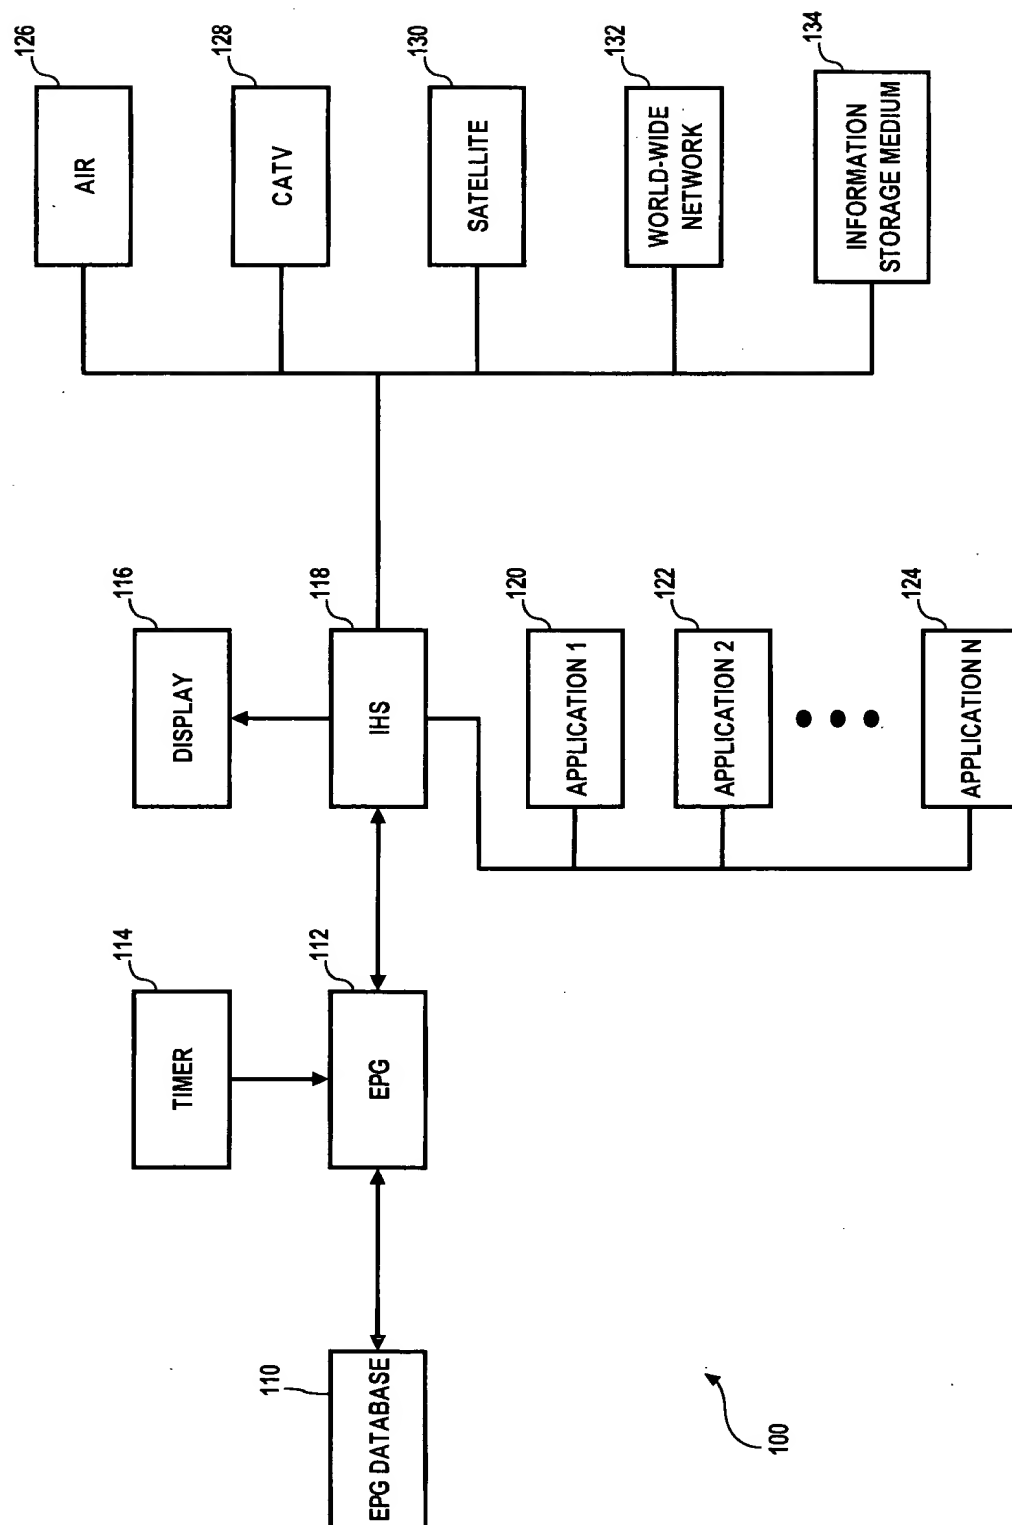 126
AIR
128
CATV
130
SATELLITE
132
WORLD-WIDE
NETWORK
134
INFORMATION
STORAGE MEDIUM
116
DISPLAY
118
IHS
120
APPLICATION 1
122
APPLICATION 2
124
APPLICATION N
114
TIMER
112
EPG
110
EPG DATABASE
100